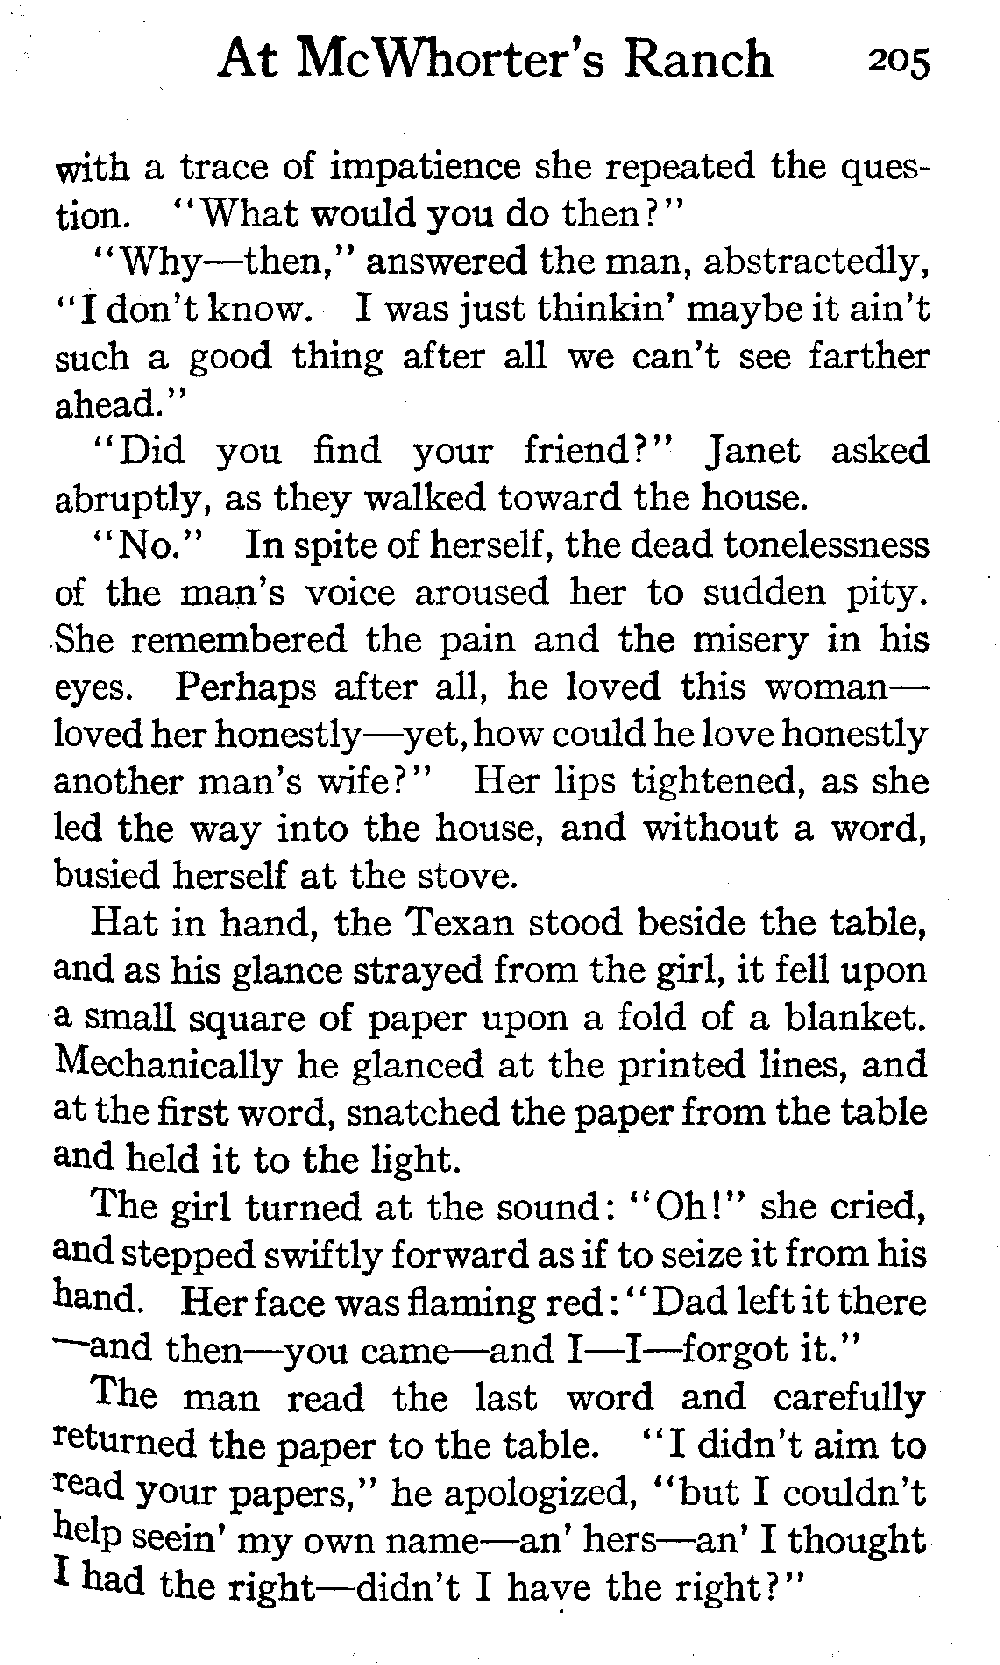 At McWhorter's Ranch 205
with a trace of impatience she repeated the ques-
tion. "What would you do then?"
"Why—then," answered the man, abstractedly,
"I don't know. I was just thinkin' maybe it ain't
such a good thing after all we can't see farther
ahead."
"Did you find your friend?" Janet asked
abruptly, as they walked toward the house.
"No." In spite of herself, the dead tonelessness
of the man's voice aroused her to sudden pity.
She remembered the pain and the misery in his
eyes. Perhaps after all, he loved this woman—
loved her honestly—yet, how could he love honestly
another man's wife?" Her lips tightened, as she
led the way into the house, and without a word,
busied herself at the stove.
Hat in hand, the Texan stood beside the table,
and as his glance strayed from the girl, it fell upon
a small square of paper upon a fold of a blanket.
Mechanically he glanced at the printed lines, and
at the first word, snatched the paper from the table
and held it to the light.
The girl turned at the sound: "Oh!" she cried,
and stepped swiftly forward as if to seize it from his
hand. Her face was flaming red: "Dad left it there
—and then—you came—and I—I—forgot it."
The man read the last word and carefully
returned the paper to the table. "I didn't aim to
read your papers," he apologized, "but I couldn't
help seein' my own name—an' hers—an' I thought
I had the right—didn't I have the right?"